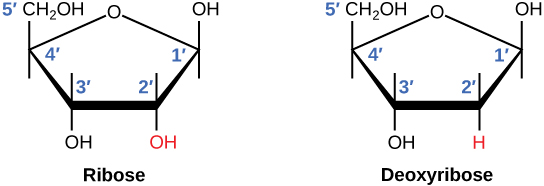 5′ CH₂OH O OH 5′ CH₂OH O OH
4′ 1′ 4′ 1′
3′ 2′ 3′ 2′
OH OH OH H
Ribose Deoxyribose